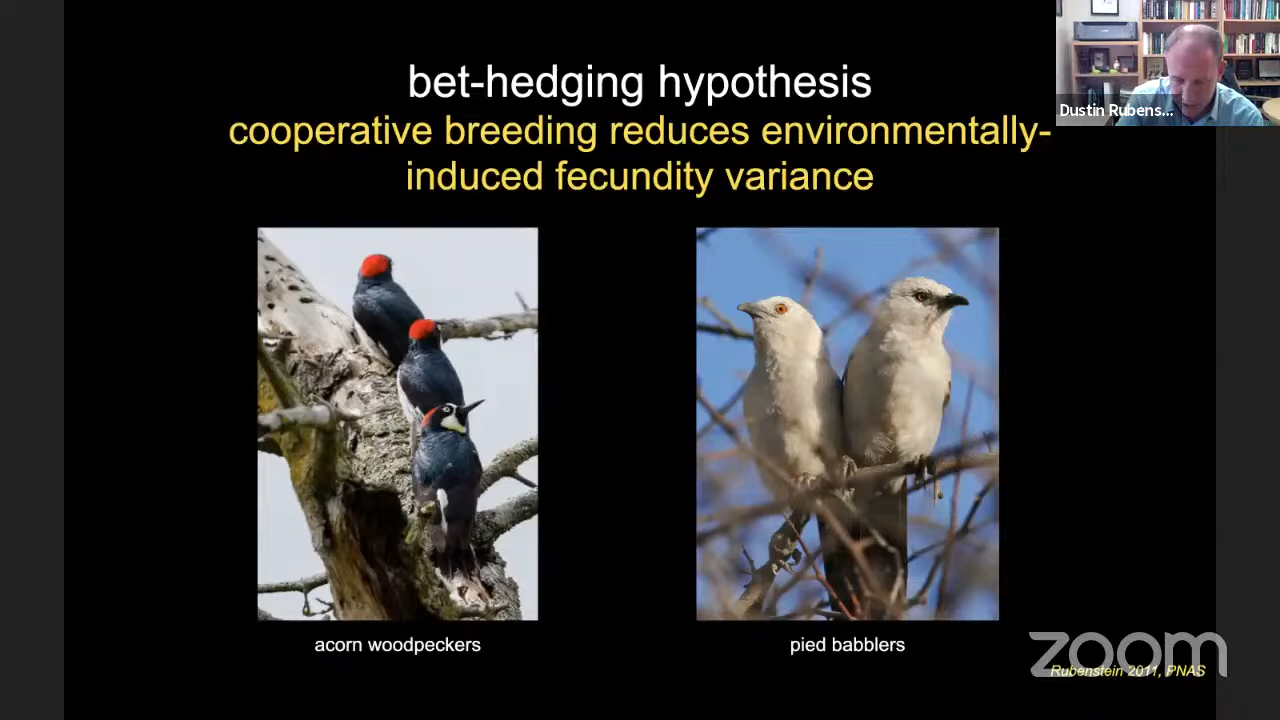 bet-hedging hypothesis
cooperative breeding reduces environmentally-
induced fecundity variance
Dustin Rubens...
acorn woodpeckers
pied babblers
zoom
Rubenstein 2011, PNAS